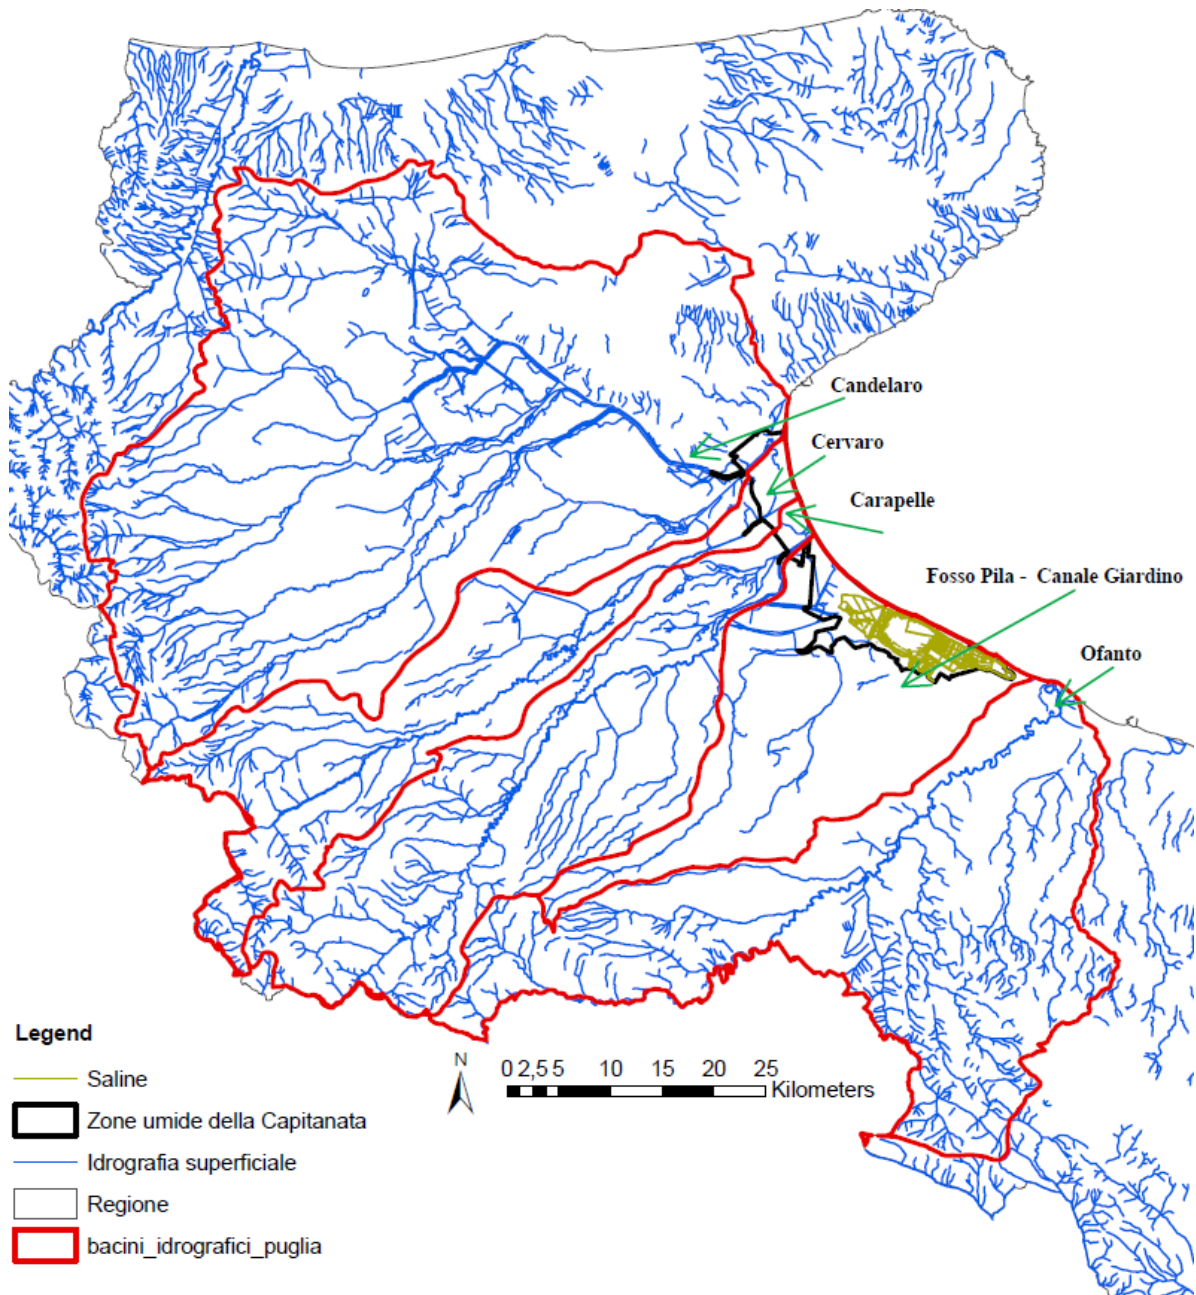 Candelaro
Cervaro
Carapelle
Fosso Pila - Canale Giardino
Ofanto
Legend
Saline
Zone umide della Capitanata
Idrografia superficiale
Regione
bacini_idrografici_puglia
N
0 2,5 5 10 15 20 25
Kilometers